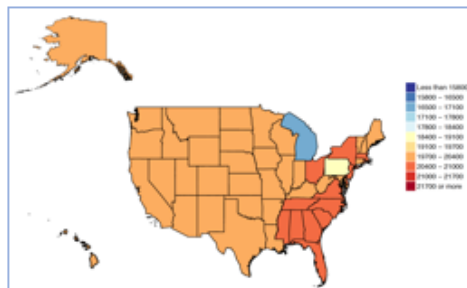 Less than 15800
15800 - 16500
16500 - 17100
17100 - 17800
17800 - 18400
18400 - 19100
19100 - 19700
19700 - 20400
20400 - 21000
21000 - 21700
21700 or more